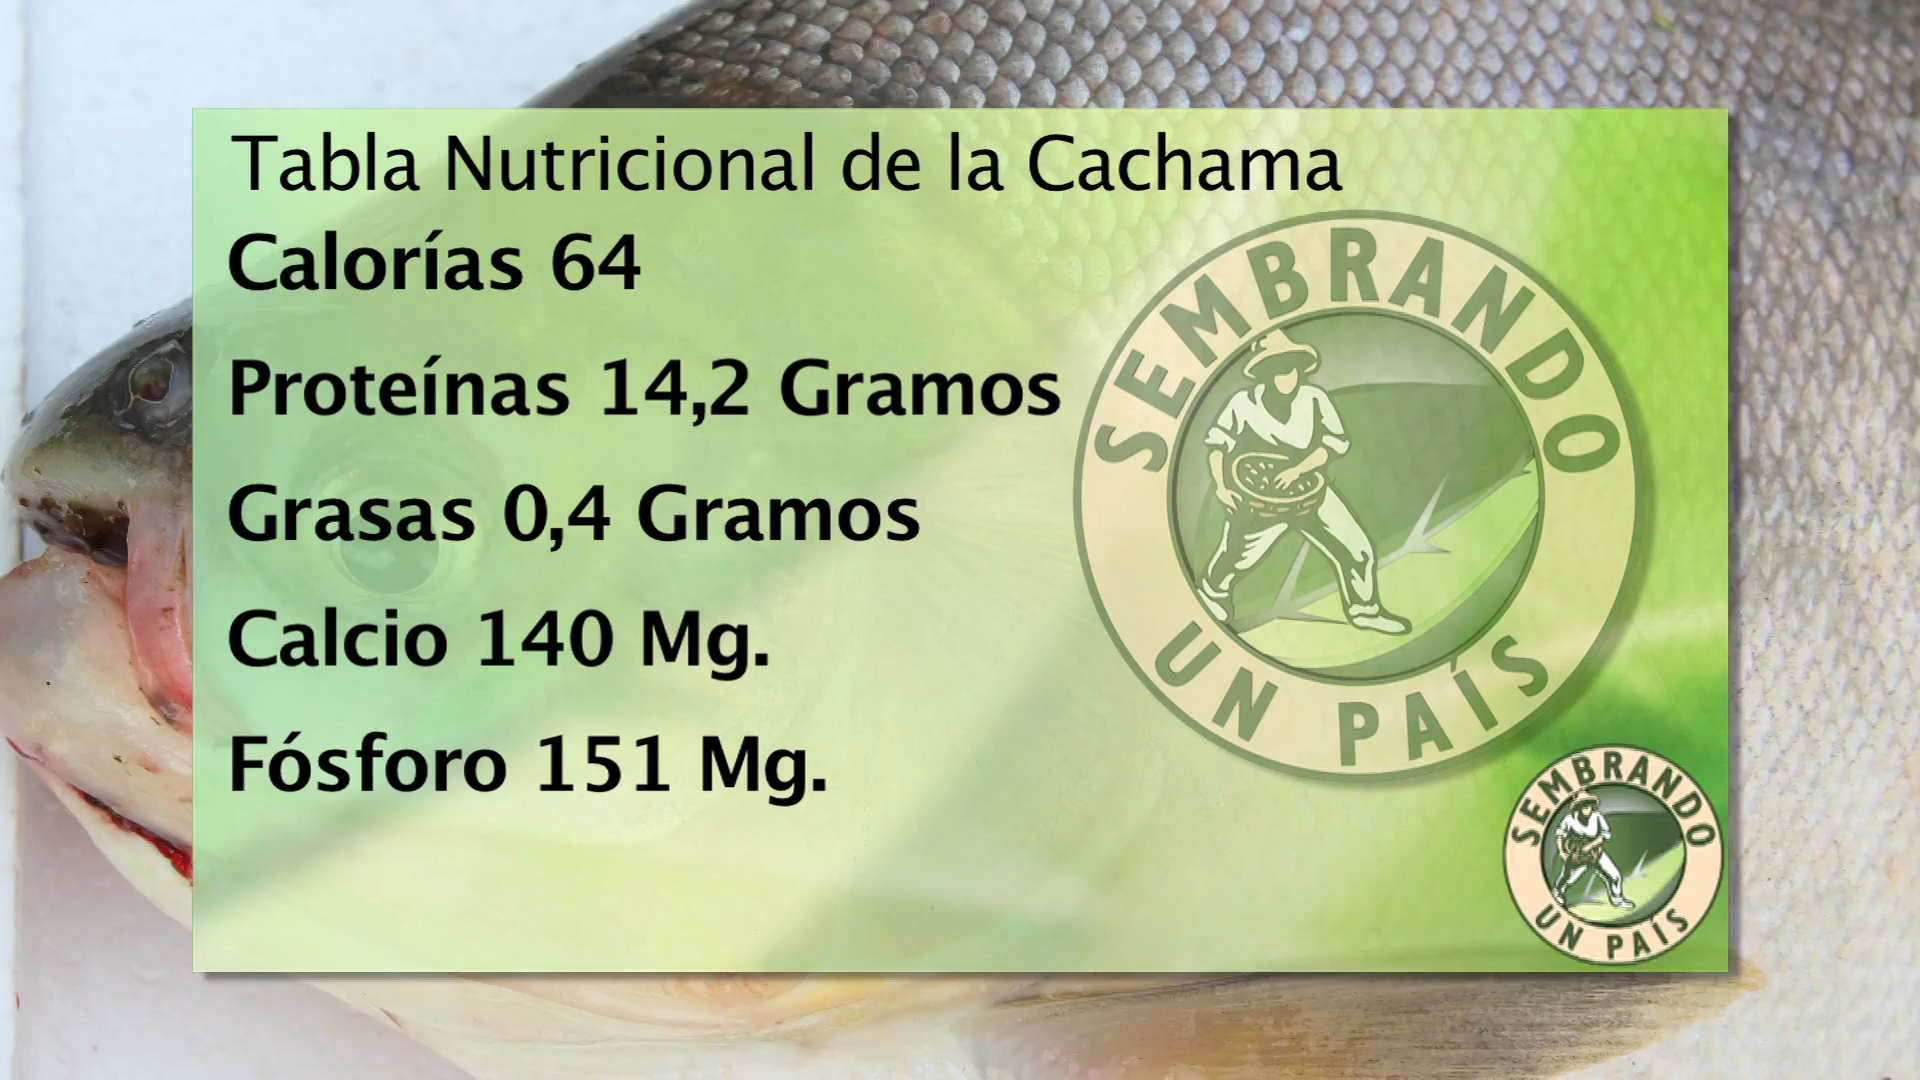 Tabla Nutricional de la Cachama
Calorías 64
Proteínas 14,2 Gramos
Grasas 0,4 Gramos
Calcio 140 Mg.
Fósforo 151 Mg.
SEMBRANDO
UN PAÍS
SEMBRANDO
UN PAÍS